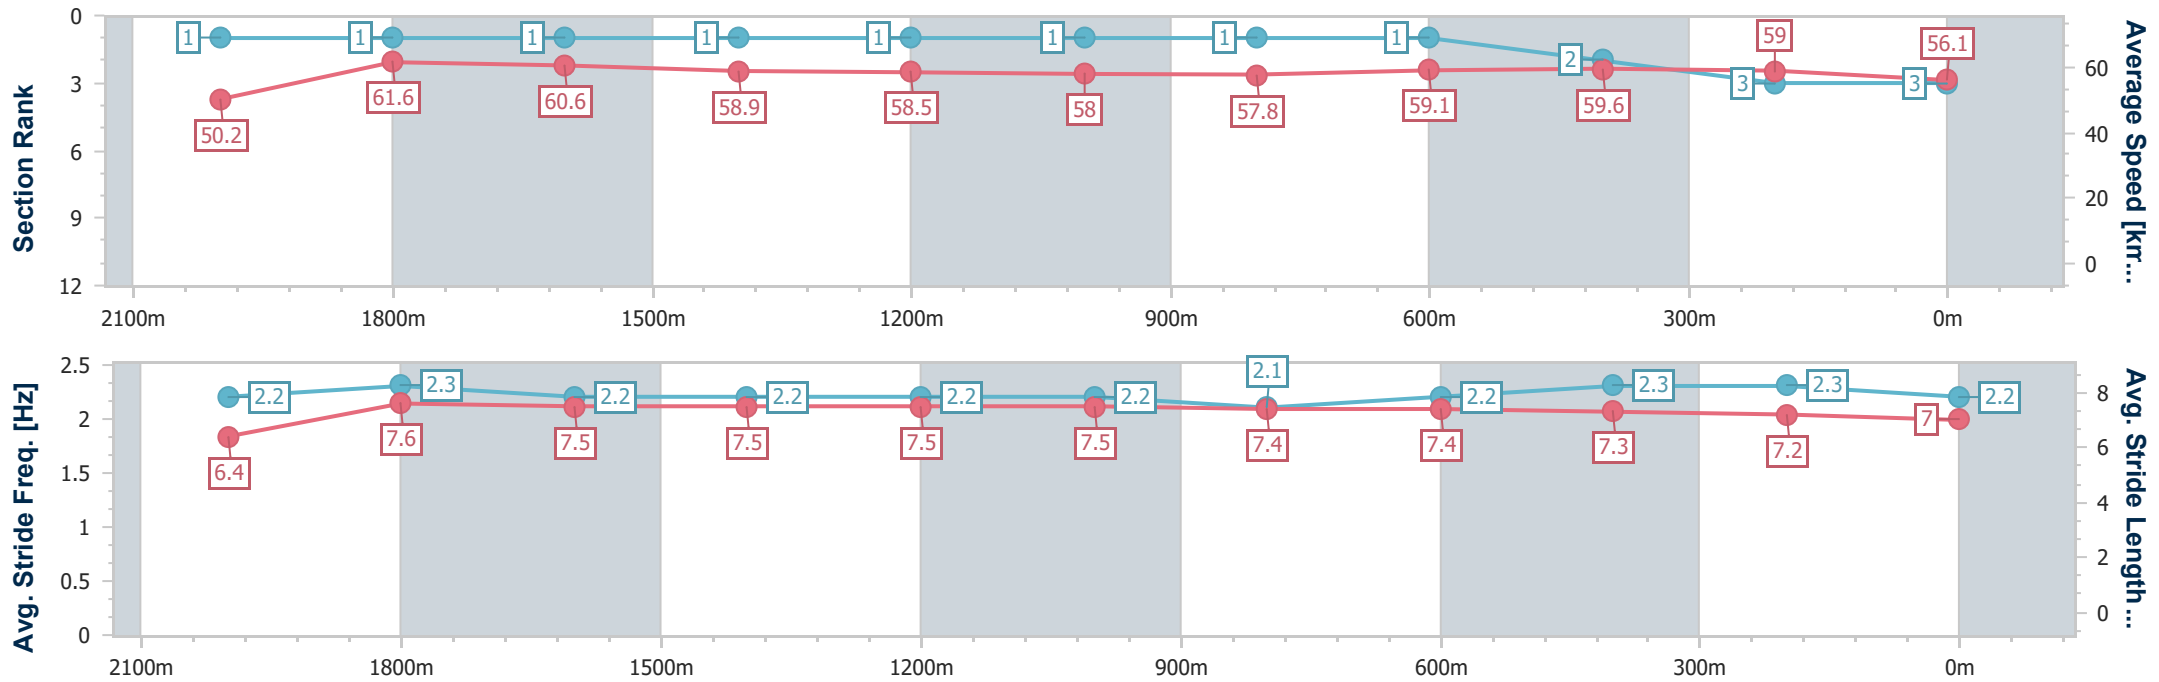 Section Rank
0
3
6
9
12
1 1 1 1 1 1 1 1 2 3 3
50.2 61.6 60.6 58.9 58.5 58 57.8 59.1 59.6 59 56.1
60
40
20
0
Average Speed [km...
2100m 1800m 1500m 1200m 900m 600m 300m 0m
Avg. Stride Freq. [Hz]
2.5
2
1.5
1
0.5
0
2.2 2.3 2.2 2.2 2.2 2.2 2.1 2.2 2.3 2.3 2.2
6.4 7.6 7.5 7.5 7.5 7.5 7.4 7.4 7.3 7.2 7
8
6
4
2
0
Avg. Stride Length ...
2100m 1800m 1500m 1200m 900m 600m 300m 0m